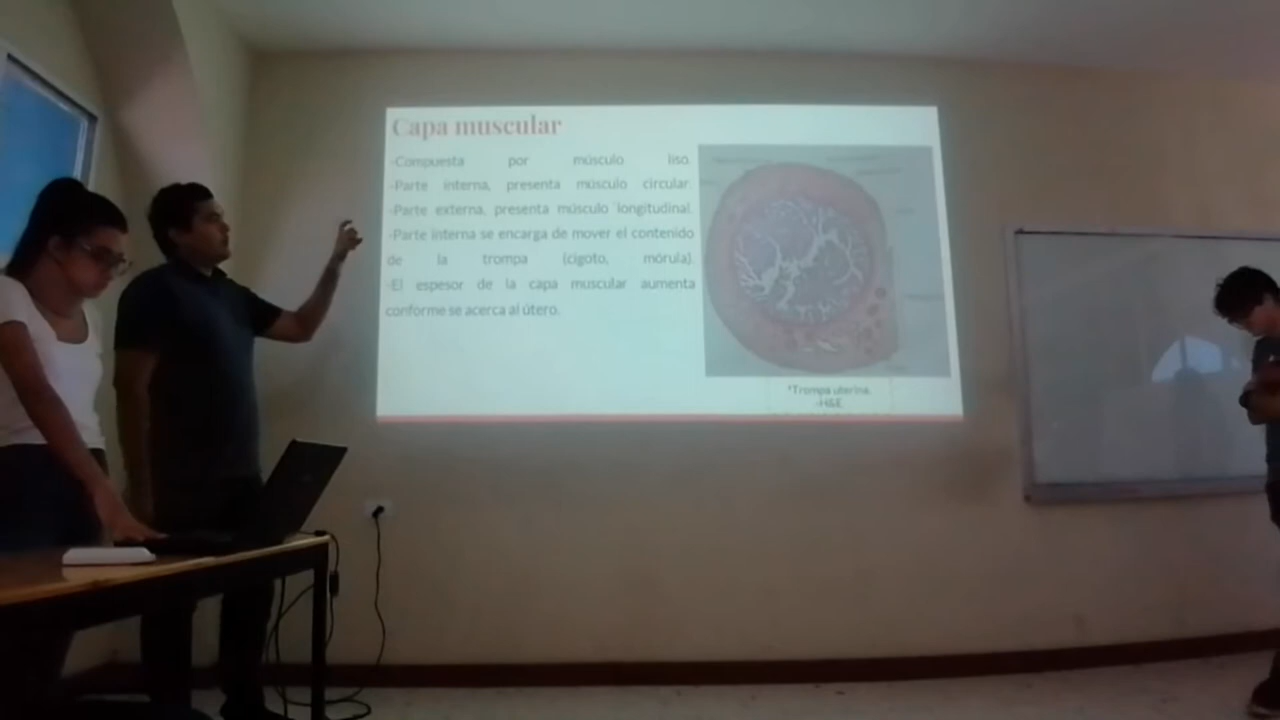 Capa muscular
-Compuesta por músculo liso.
-Parte interna, presenta músculo circular.
-Parte externa, presenta músculo longitudinal.
-Parte interna se encarga de mover el contenido
de la trompa (cigoto, mórula).
-El espesor de la capa muscular aumenta
conforme se acerca al útero.
*Trompa uterina.
-H&E